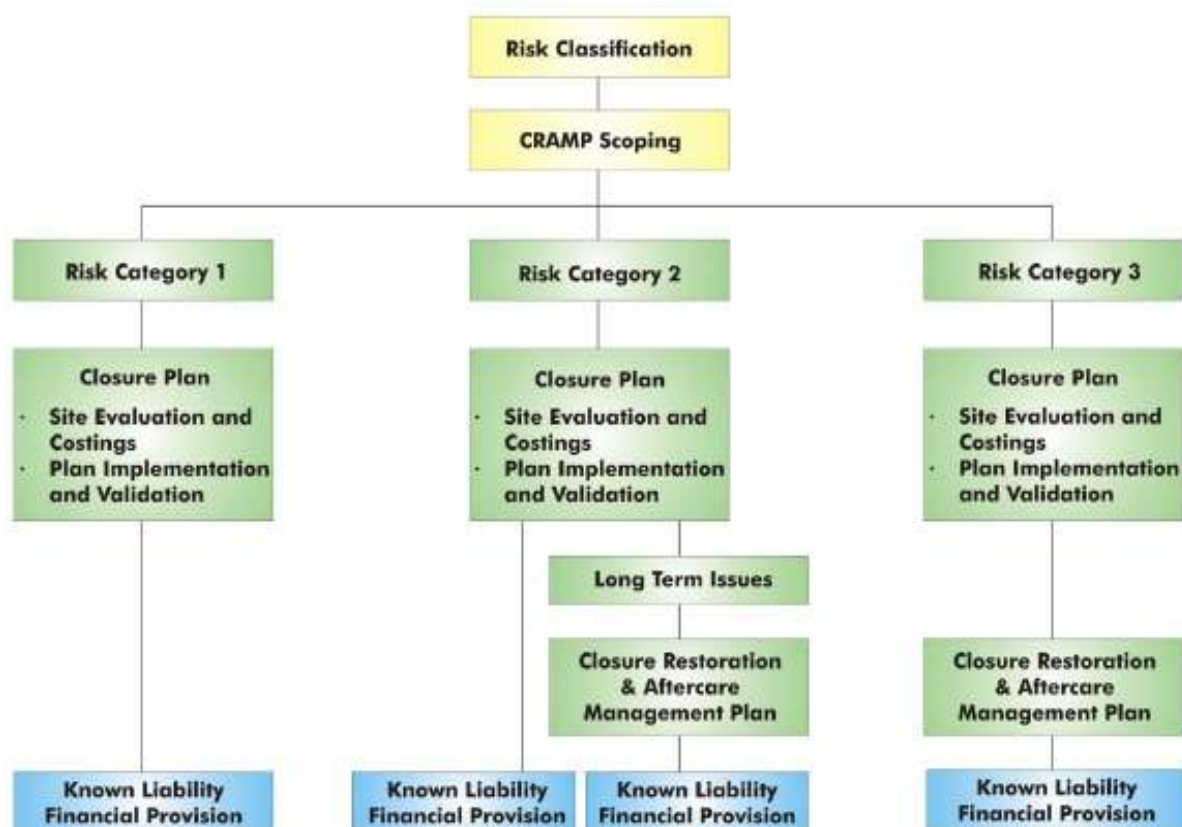 Risk Classification
CRAMP Scoping
Risk Category 1
Risk Category 2
Risk Category 3
Closure Plan
· Site Evaluation and
Costings
· Plan Implementation
and Validation
Closure Plan
· Site Evaluation and
Costings
· Plan Implementation
and Validation
Closure Plan
· Site Evaluation and
Costings
· Plan Implementation
and Validation
Long Term Issues
Closure Restoration
& Aftercare
Management Plan
Closure Restoration
& Aftercare
Management Plan
Known Liability
Financial Provision
Known Liability
Financial Provision
Known Liability
Financial Provision
Known Liability
Financial Provision